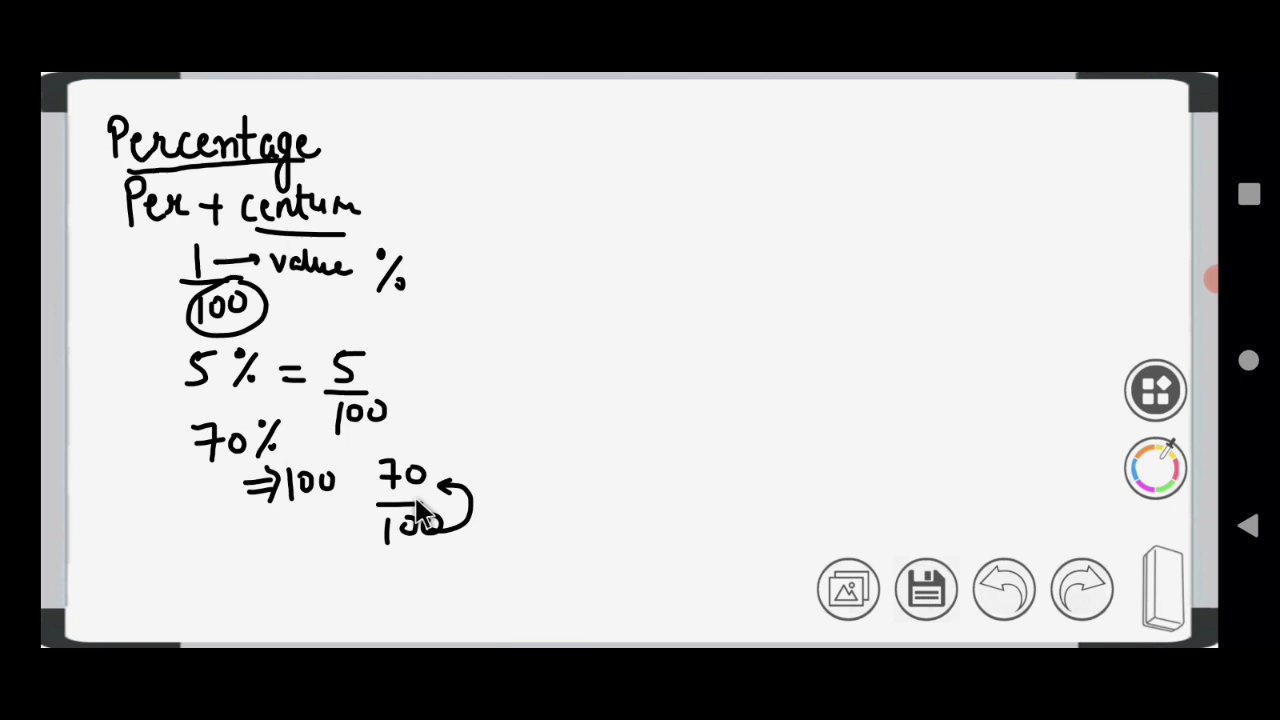 Percentage
Per + centum
1/100 → value %
5% = 5/100
70%
⇒ 100 70/100